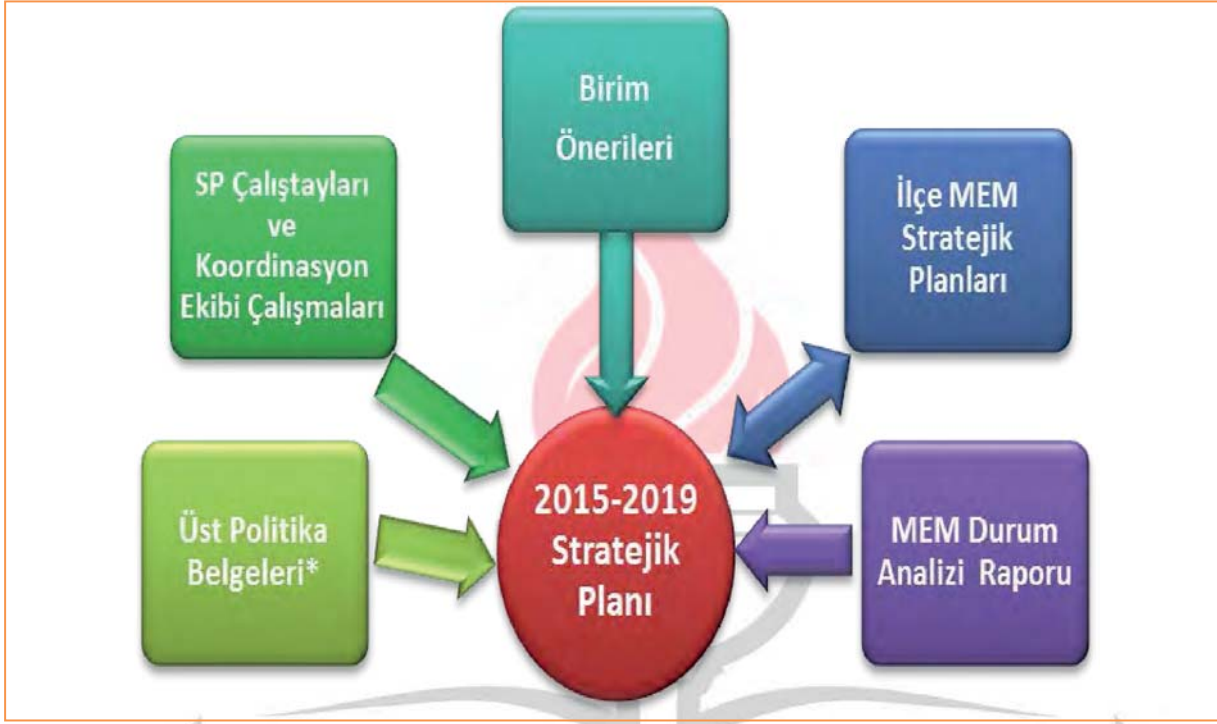 Birim
Önerileri
SP Çalıştayları
ve
Koordinasyon
Ekibi Çalışmaları
İlçe MEM
Stratejik
Planları
Üst Politika
Belgeleri*
2015-2019
Stratejik
Planı
MEM Durum
Analizi Raporu